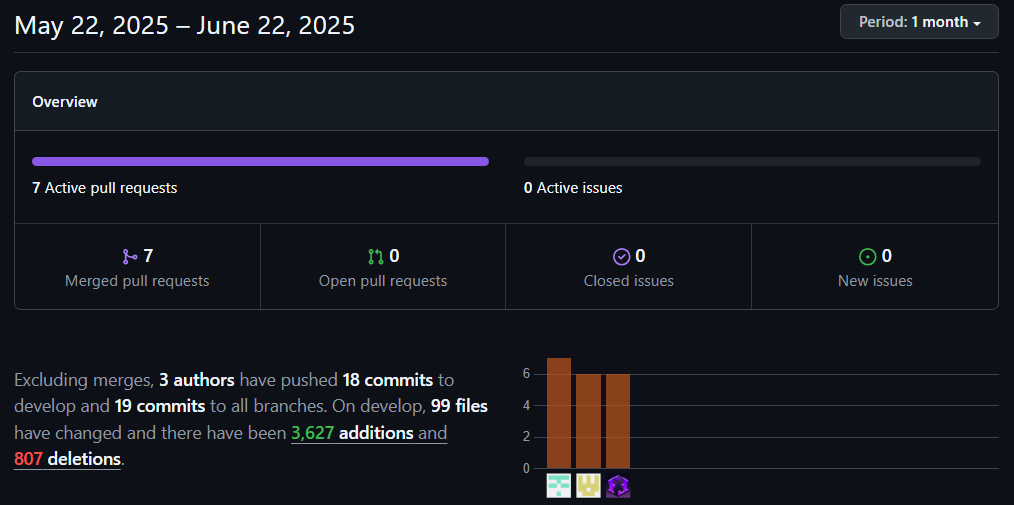 May 22, 2025 – June 22, 2025
Period: 1 month
Overview
7 Active pull requests
0 Active issues
7
Merged pull requests
0
Open pull requests
0
Closed issues
0
New issues
Excluding merges, 3 authors have pushed 18 commits to
develop and 19 commits to all branches. On develop, 99 files
have changed and there have been 3,627 additions and
807 deletions.
6
4
2
0